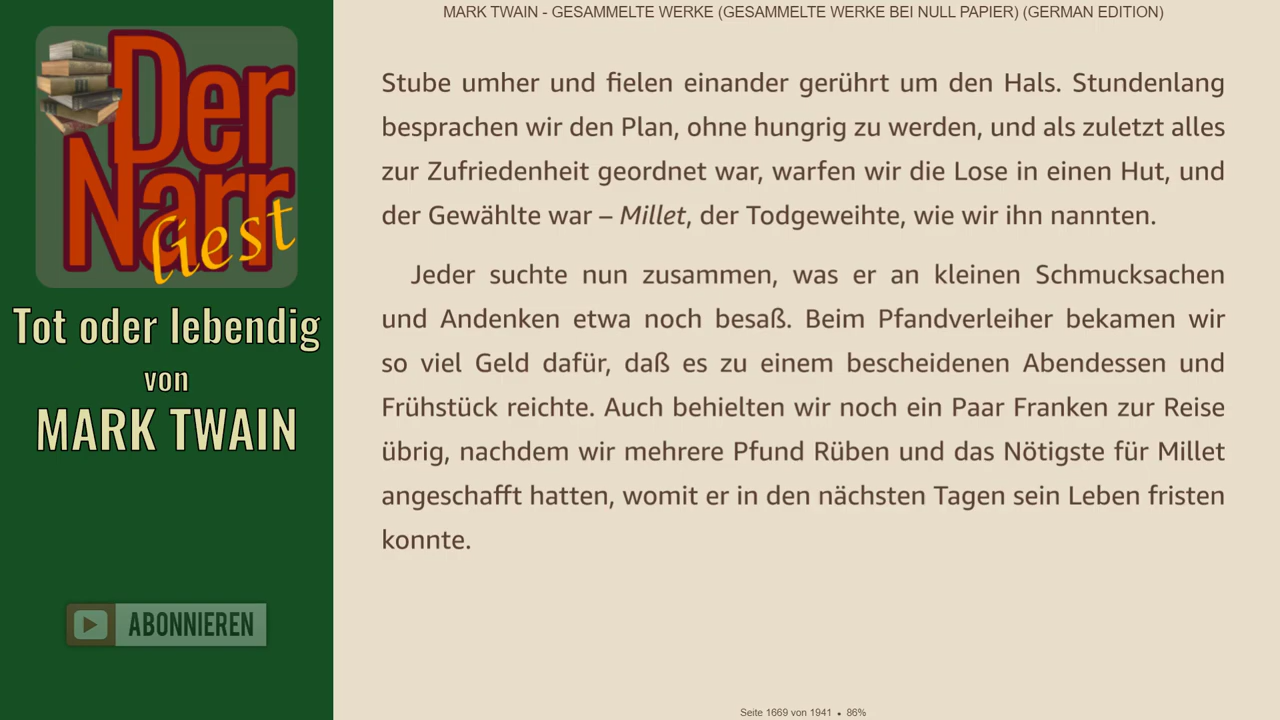 Der
Narr
liest
Tot oder lebendig
von
MARK TWAIN
ABONNIEREN
MARK TWAIN - GESAMMELTE WERKE (GESAMMELTE WERKE BEI NULL PAPIER) (GERMAN EDITION)
Stube umher und fielen einander gerührt um den Hals. Stundenlang
besprachen wir den Plan, ohne hungrig zu werden, und als zuletzt alles
zur Zufriedenheit geordnet war, warfen wir die Lose in einen Hut, und
der Gewählte war – Millet, der Todgeweihte, wie wir ihn nannten.
Jeder suchte nun zusammen, was er an kleinen Schmucksachen
und Andenken etwa noch besaß. Beim Pfandverleiher bekamen wir
so viel Geld dafür, daß es zu einem bescheidenen Abendessen und
Frühstück reichte. Auch behielten wir noch ein Paar Franken zur Reise
übrig, nachdem wir mehrere Pfund Rüben und das Nötigste für Millet
angeschafft hatten, womit er in den nächsten Tagen sein Leben fristen
konnte.
Seite 1669 von 1941 • 86%